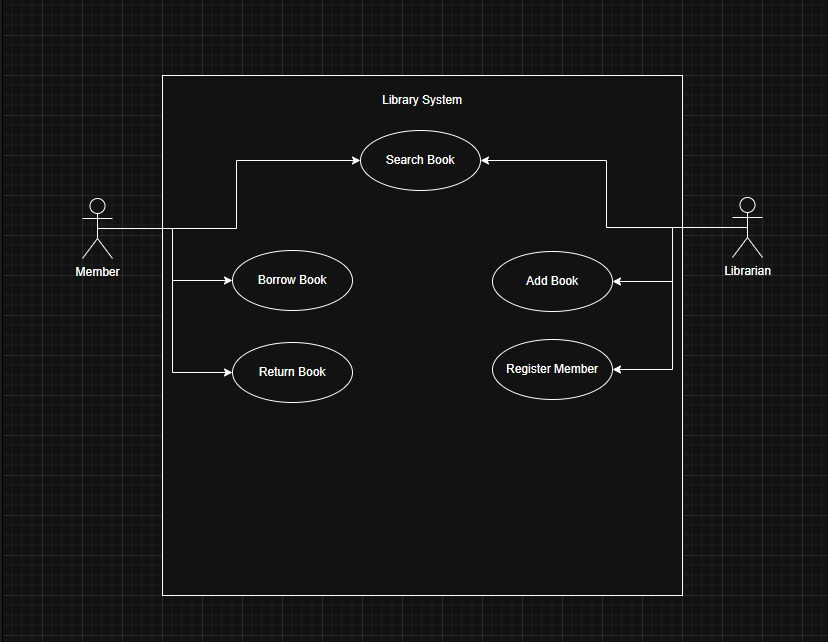 Library System
Search Book
Member
Librarian
Borrow Book
Add Book
Return Book
Register Member